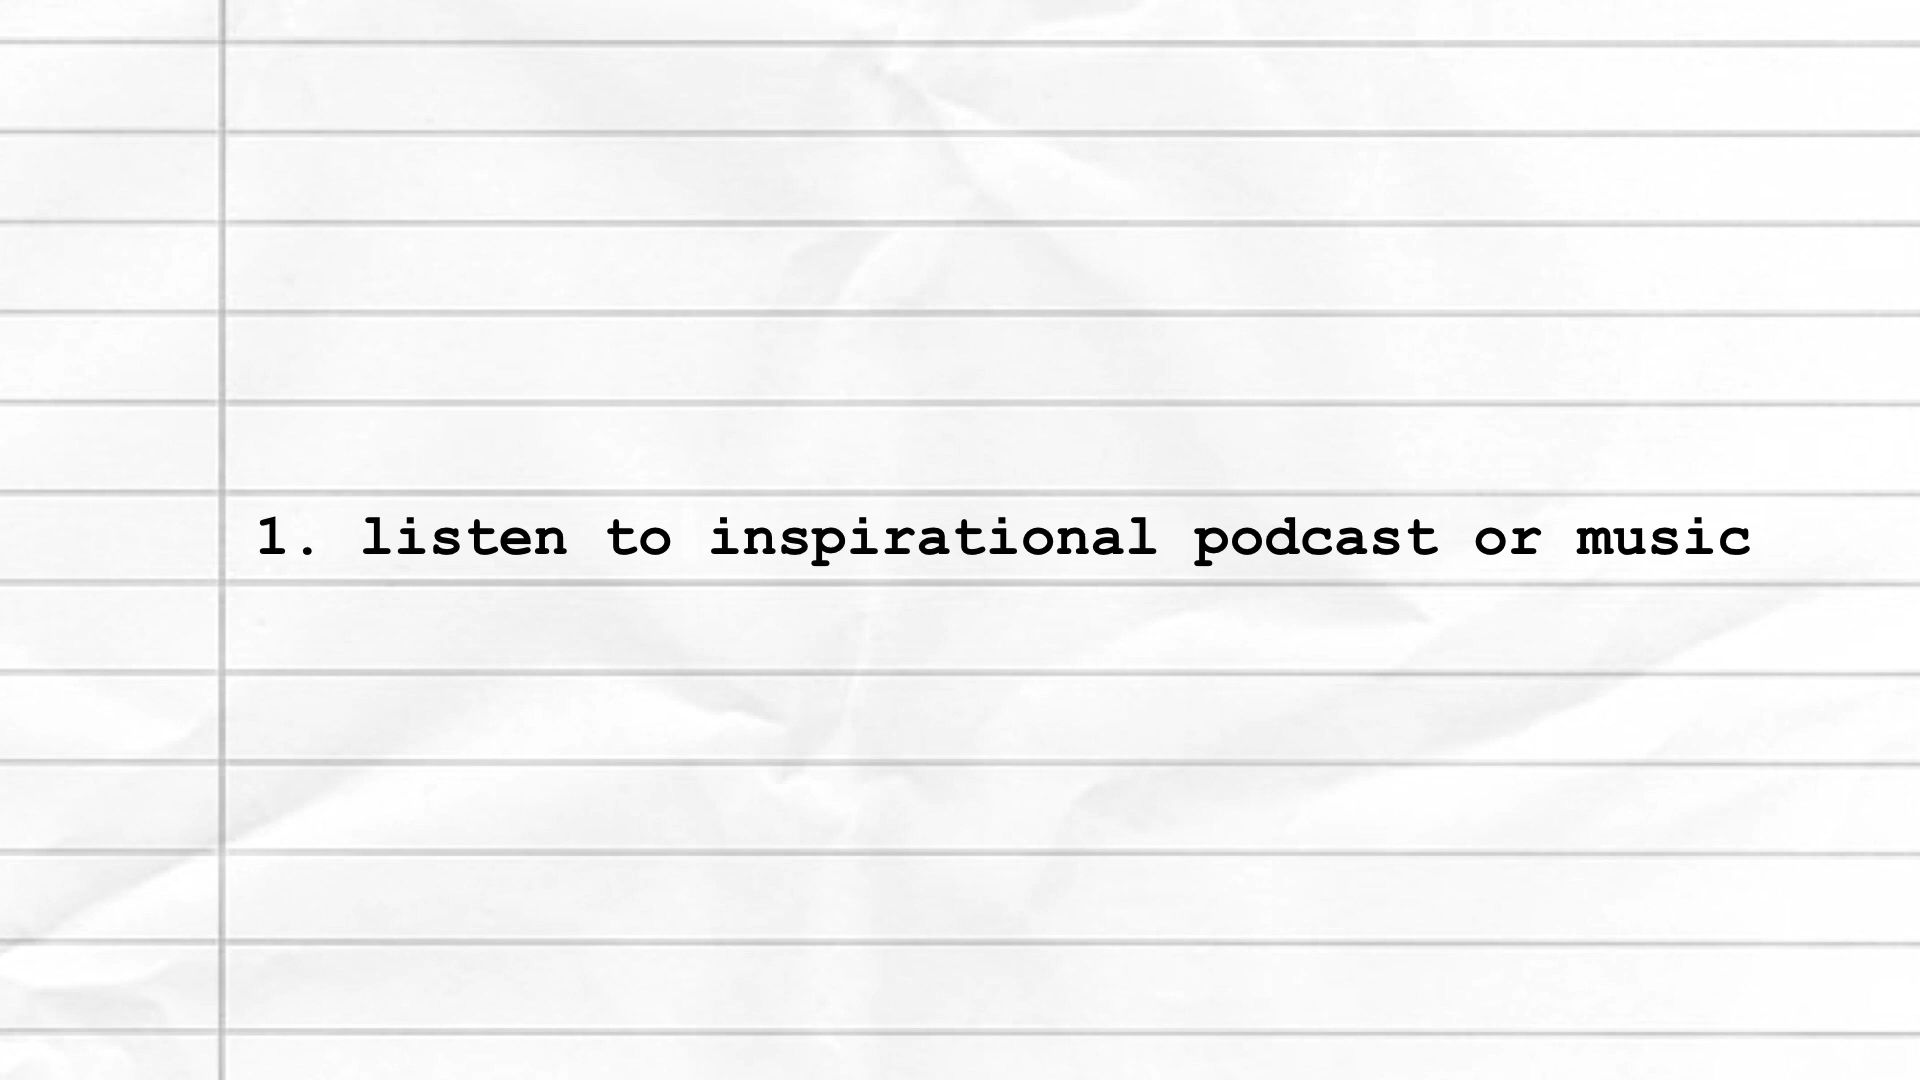 1. listen to inspirational podcast or music